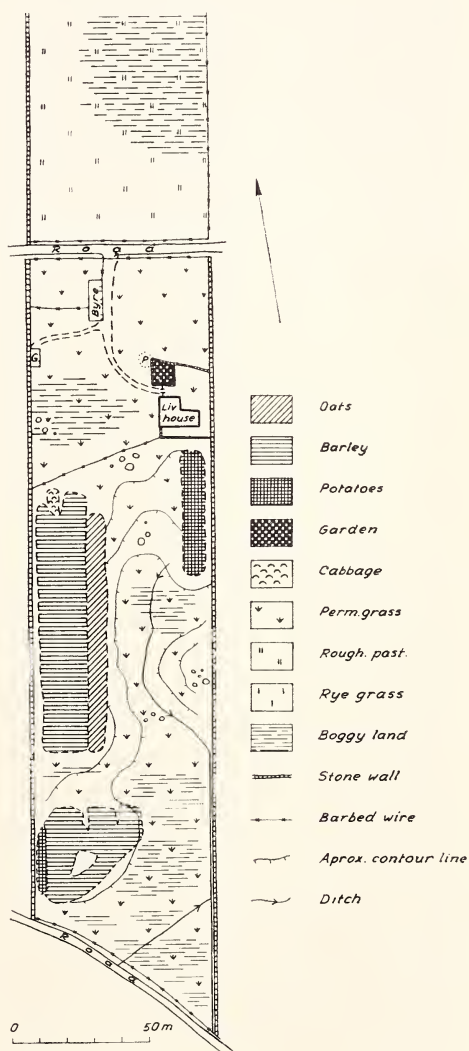 Road
Byre
G.
P
Liv
house
Oats
Barley
Potatoes
Garden
Cabbage
Perm.grass
Rough. past.
Rye grass
Boggy land
Stone wall
Barbed wire
Aprox. contour line
Ditch
Road
0 50 m